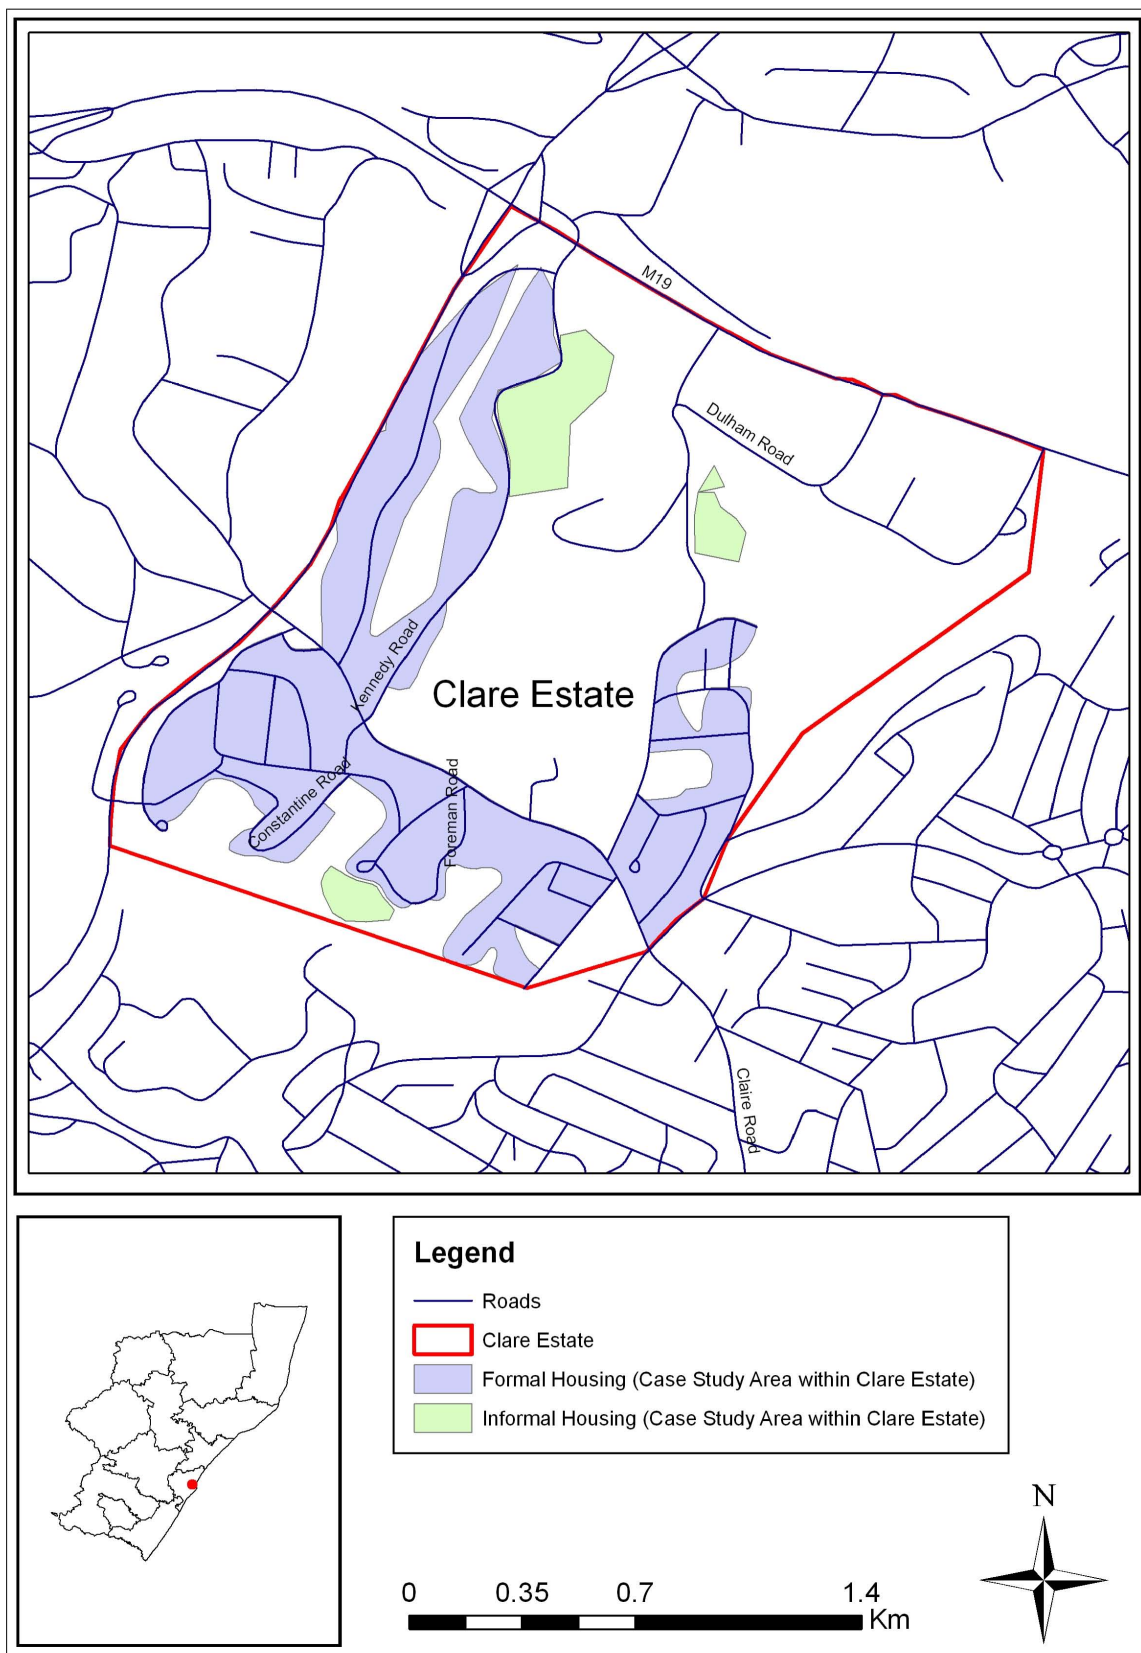 M19
Dulham Road
Kennedy Road
Clare Estate
Constantine Road
Foreman Road
Claire Road
Legend
Roads
Clare Estate
Formal Housing (Case Study Area within Clare Estate)
Informal Housing (Case Study Area within Clare Estate)
N
0 0.35 0.7 1.4
Km